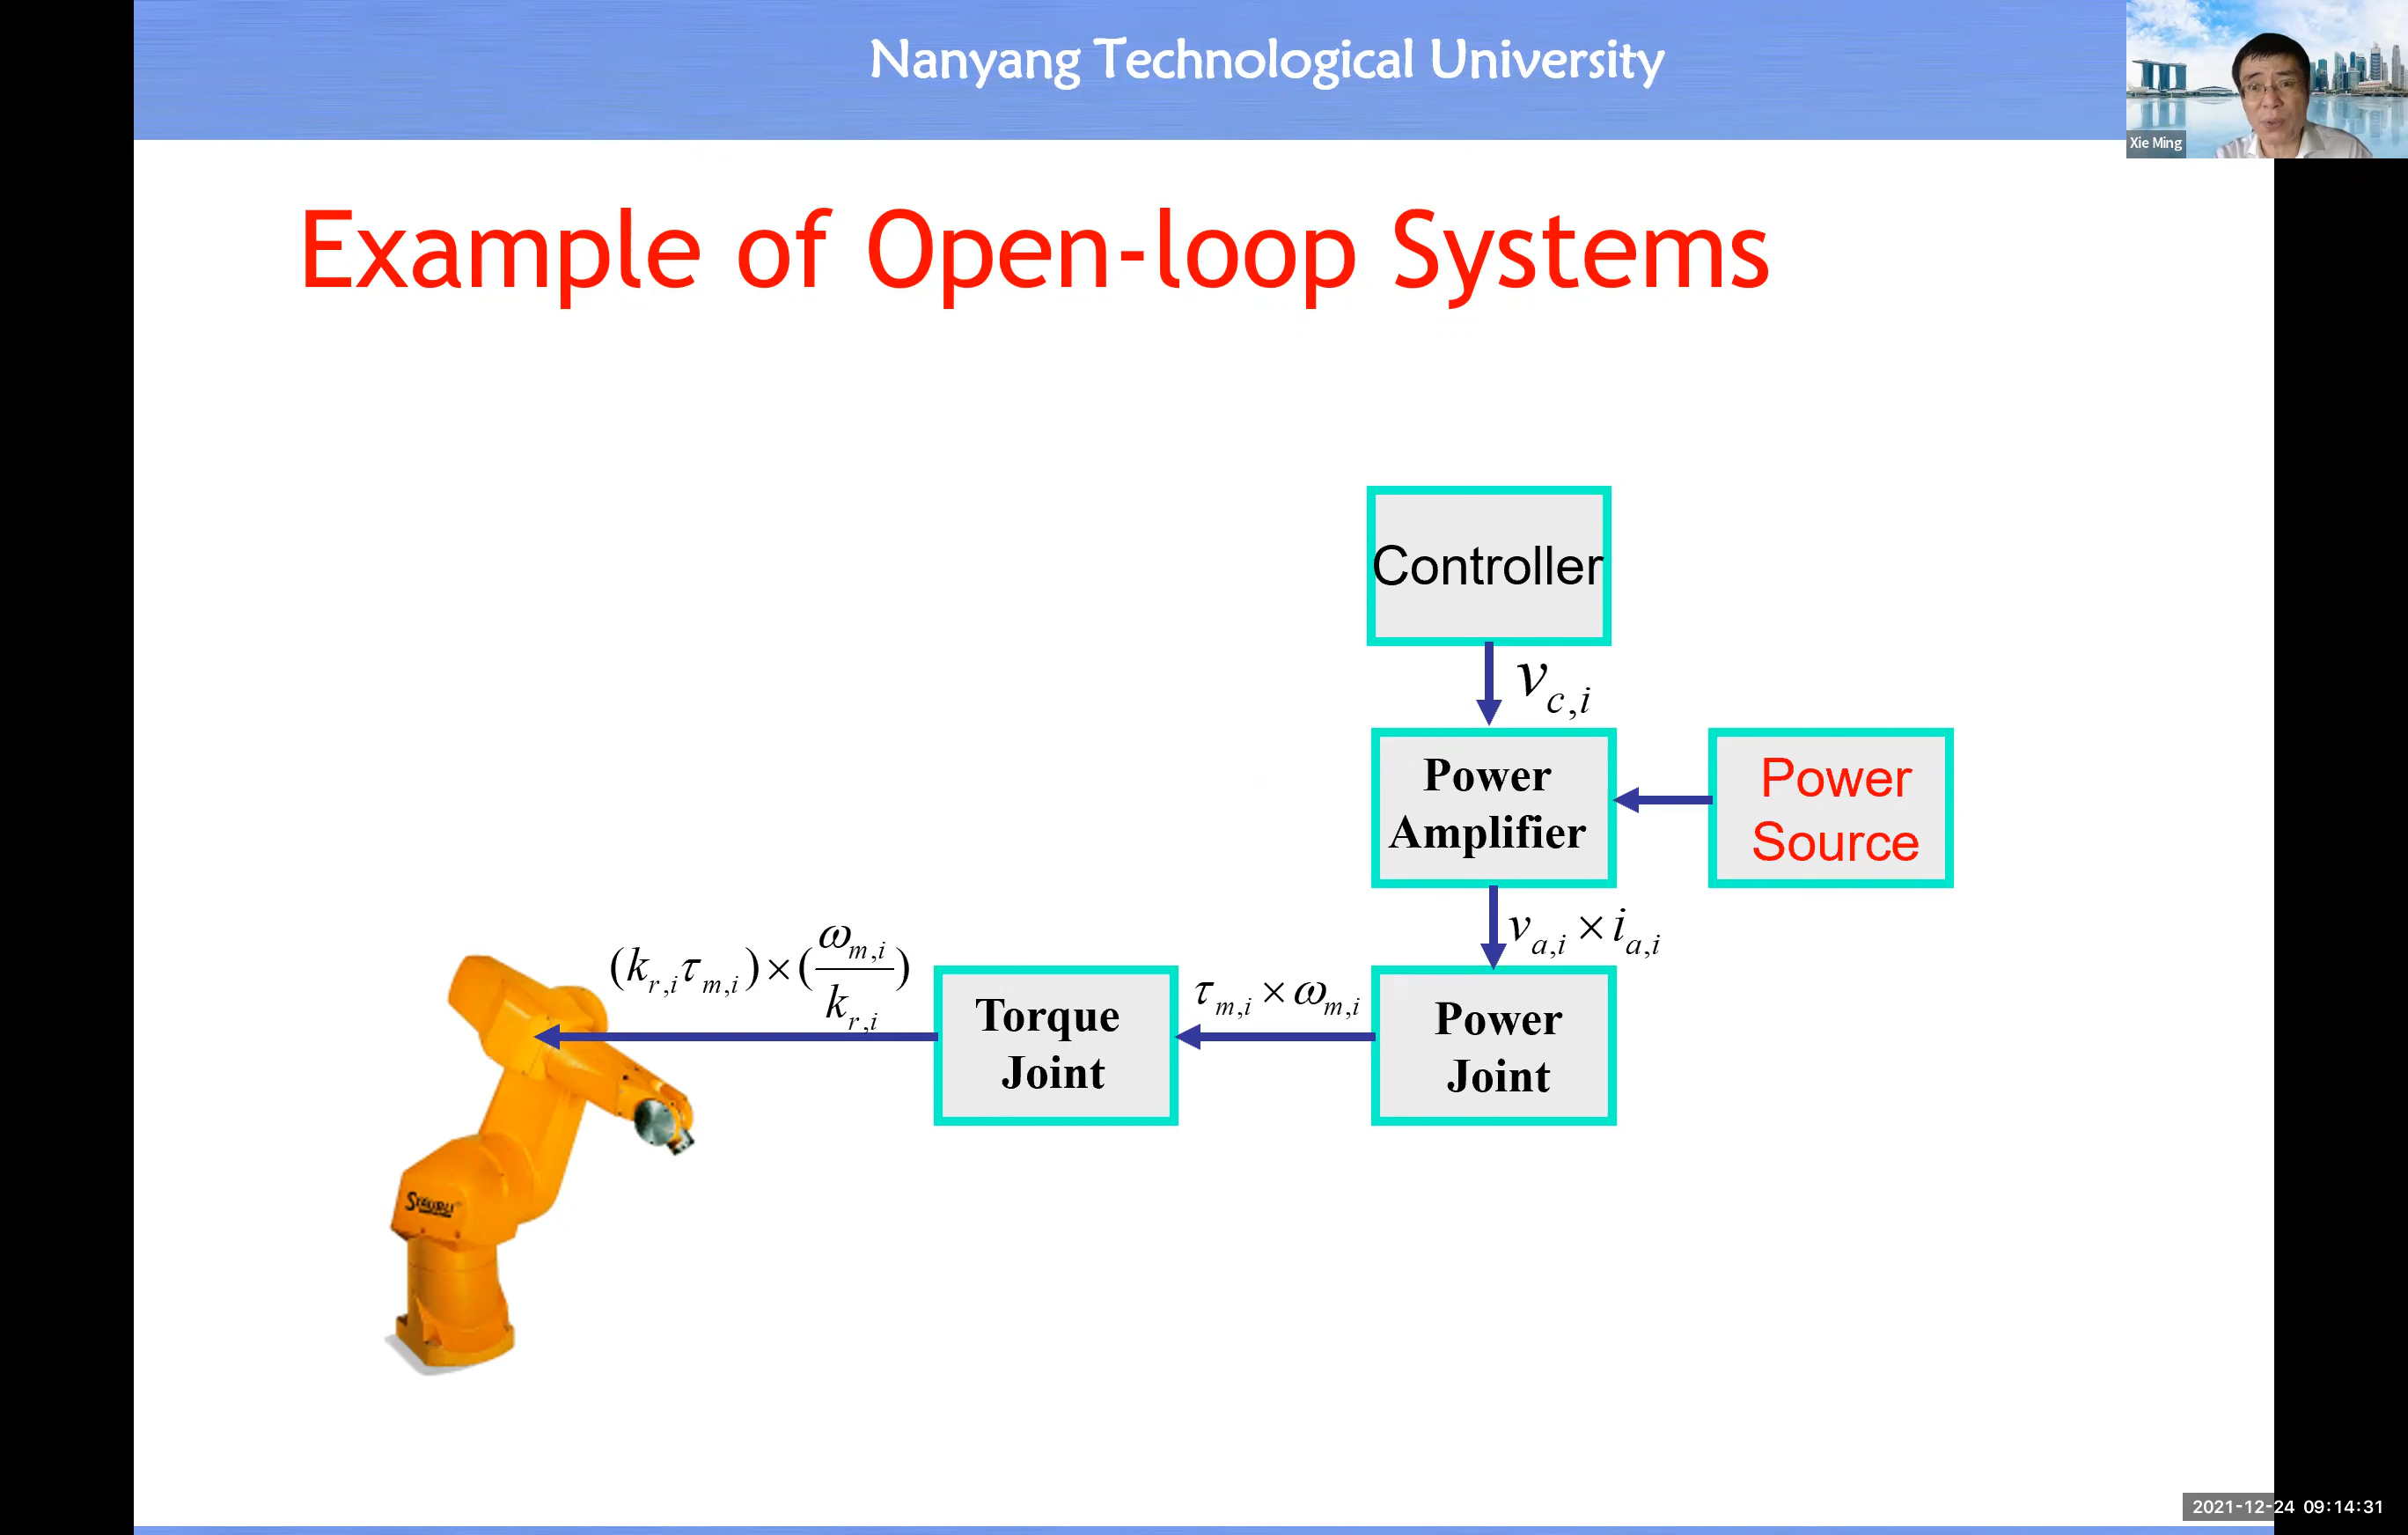 Nanyang Technological University
Xie Ming
Example of Open-loop Systems
Controller
v_{c,i}
Power
Amplifier
Power
Source
v_{a,i} × i_{a,i}
(k_{r,i}τ_{m,i})×(ω_{m,i}/k_{r,i})
τ_{m,i} × ω_{m,i}
Torque
Joint
Power
Joint
STÄUBLI
2021-12-24 09:14:31